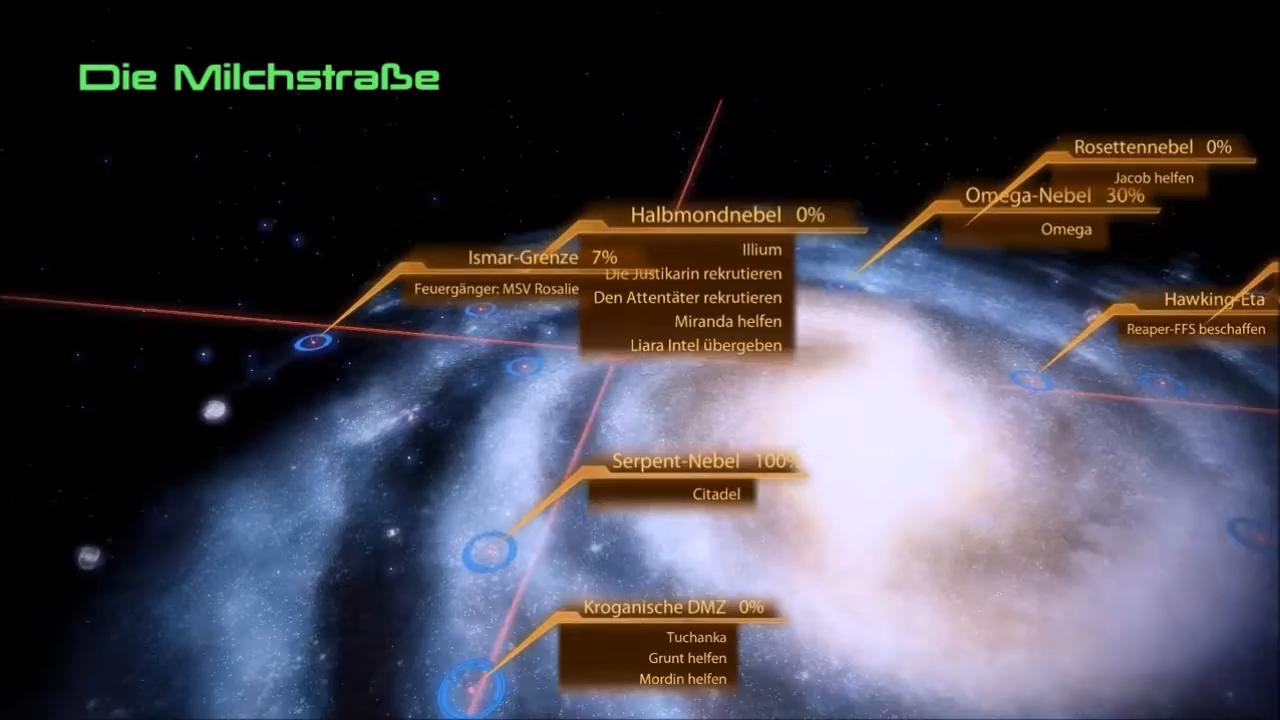 Die Milchstraße
Rosettennebel 0%
Jacob helfen
Omega-Nebel 30%
Omega
Halbmondnebel 0%
Illium
Die Justikarin rekrutieren
Den Attentäter rekrutieren
Miranda helfen
Liara Intel übergeben
Ismar-Grenze 7%
Feuergänger: MSV Rosalie
Hawking-Eta
Reaper-FFS beschaffen
Serpent-Nebel 100%
Citadel
Kroganische DMZ 0%
Tuchanka
Grunt helfen
Mordin helfen